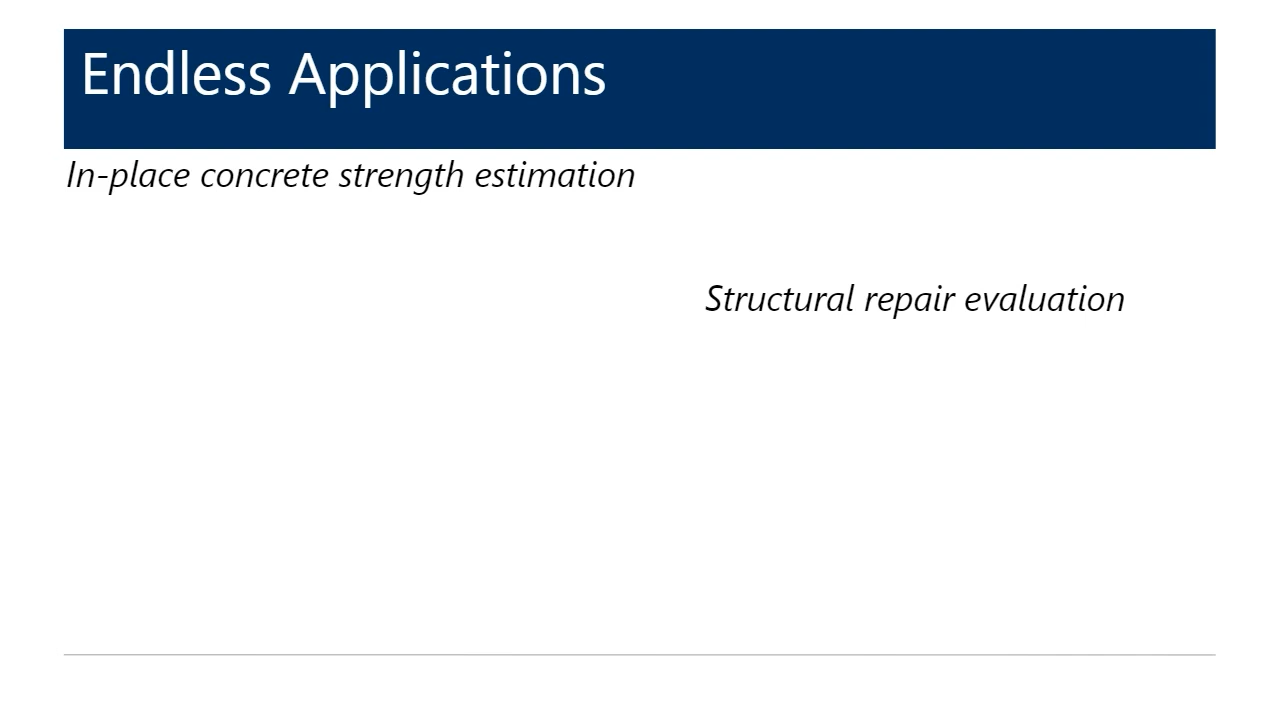 Endless Applications
In-place concrete strength estimation
Structural repair evaluation